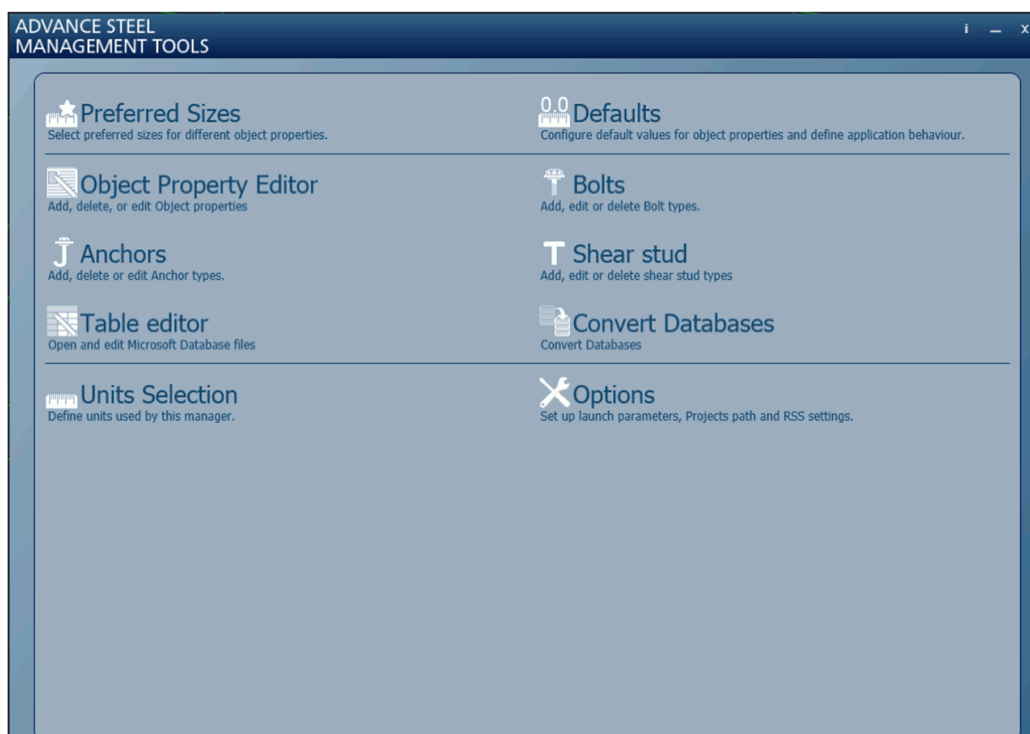 ADVANCE STEEL
MANAGEMENT TOOLS
i — x
Preferred Sizes
Select preferred sizes for different object properties.
0.0 Defaults
Configure default values for object properties and define application behaviour.
Object Property Editor
Add, delete, or edit Object properties
Bolts
Add, edit or delete Bolt types.
Anchors
Add, delete or edit Anchor types.
Shear stud
Add, edit or delete shear stud types
Table editor
Open and edit Microsoft Database files
Convert Databases
Convert Databases
Units Selection
Define units used by this manager.
Options
Set up launch parameters, Projects path and RSS settings.